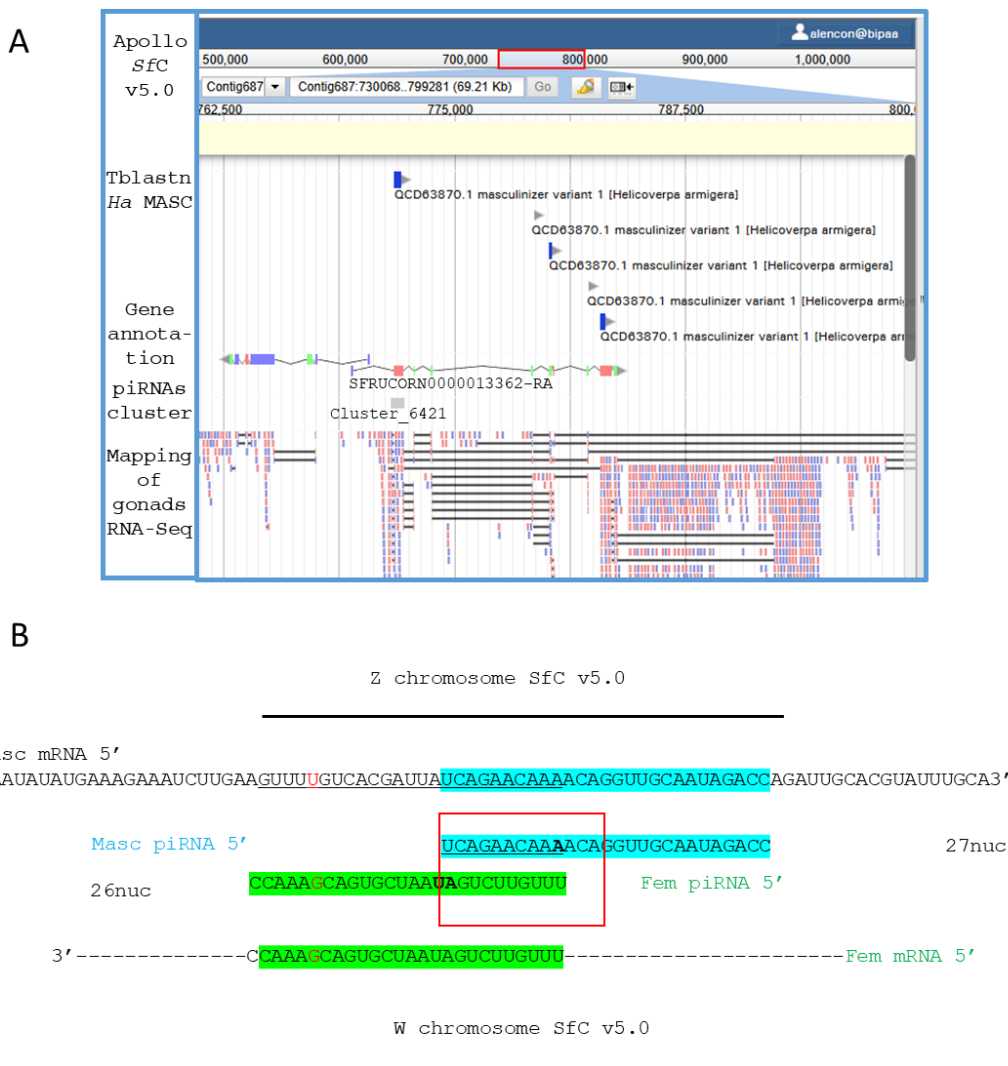 A
Apollo
SfC
v5.0
alencon@bipaa
500,000 600,000 700,000 800,000 900,000 1,000,000
Contig687 Contig687:730068..799281 (69.21 Kb) Go
762,500 775,000 787,500 800,
Tblastn
Ha MASC
QCD63870.1 masculinizer variant 1 [Helicoverpa armigera]
QCD63870.1 masculinizer variant 1 [Helicoverpa armigera]
QCD63870.1 masculinizer variant 1 [Helicoverpa armigera]
QCD63870.1 masculinizer variant 1 [Helicoverpa armig
QCD63870.1 masculinizer variant 1 [Helicoverpa arm
Gene
annota-
tion
SFRUCORN0000013362-RA
piRNAs
cluster
Cluster_6421
Mapping
of
gonads
RNA-Seq
B
Z chromosome SfC v5.0
asc mRNA 5’
AUAUAUGAAAGAAAUCUUGAAGUUUUGUCACGAUUAUCAGAACAAAACAGGUUGCAAUAGACCAGAUUGCACGUAUUUGCA3’
Masc piRNA 5’ UCAGAACAAAACAGGUUGCAAUAGACC 27nuc
26nuc CCAAAGCAGUGCUAAUAGUCUUGUUU Fem piRNA 5’
3’--------------CCAAAGCAGUGCUAAUAGUCUUGUUU-----------------------Fem mRNA 5’
W chromosome SfC v5.0